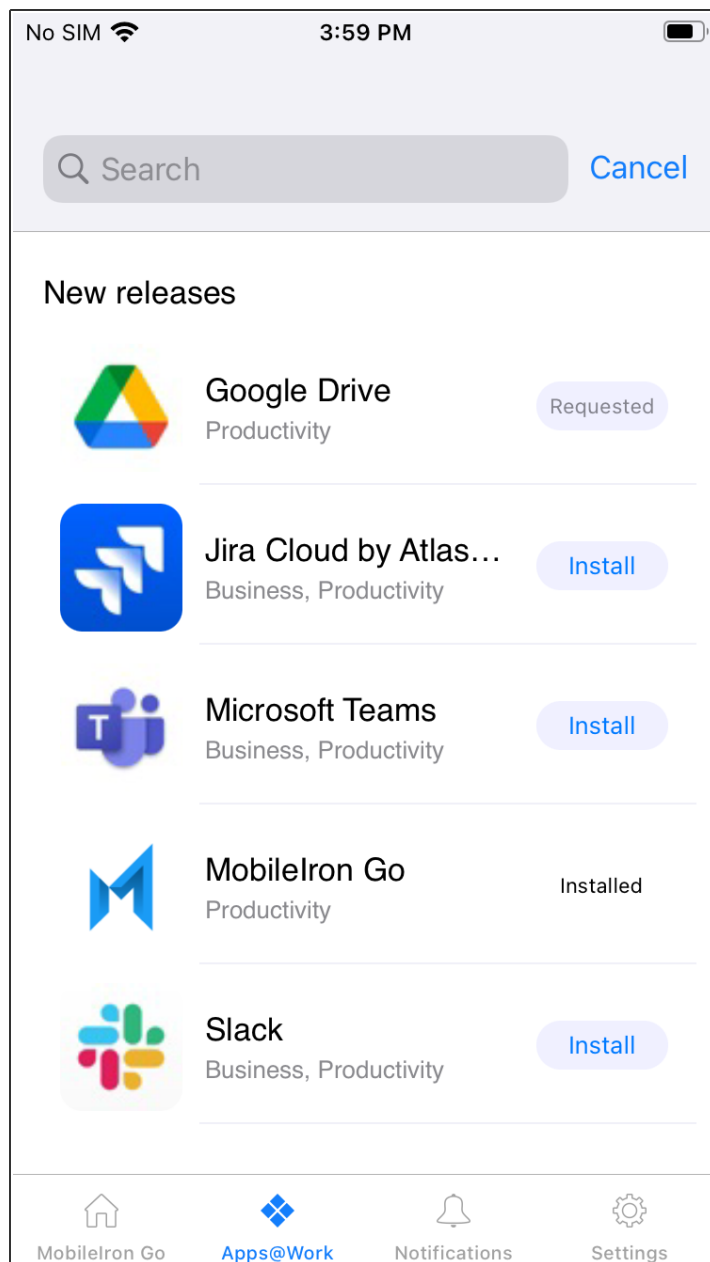 No SIM 3:59 PM
Search Cancel
New releases
Google Drive
Productivity
Requested
Jira Cloud by Atlas...
Business, Productivity
Install
T
Microsoft Teams
Business, Productivity
Install
MobileIron Go
Productivity
Installed
Slack
Business, Productivity
Install
MobileIron Go Apps@Work Notifications Settings